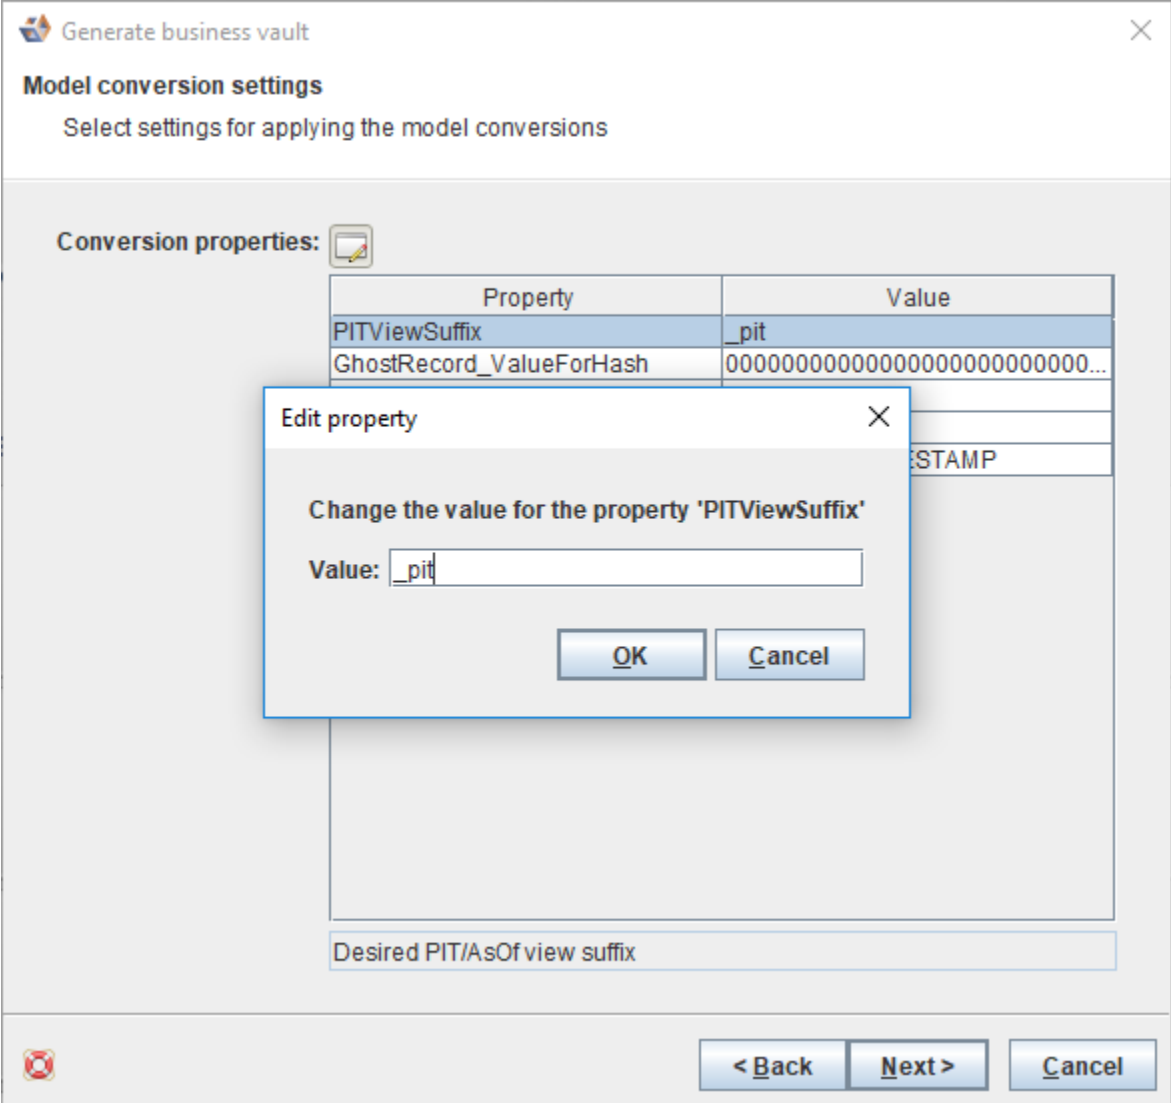 Generate business vault
Model conversion settings
Select settings for applying the model conversions
Conversion properties:
Property Value
PITViewSuffix _pit
GhostRecord_ValueForHash 0000000000000000000000000000...
Edit property
Change the value for the property 'PITViewSuffix'
Value: _pit
OK Cancel
Desired PIT/AsOf view suffix
< Back Next > Cancel